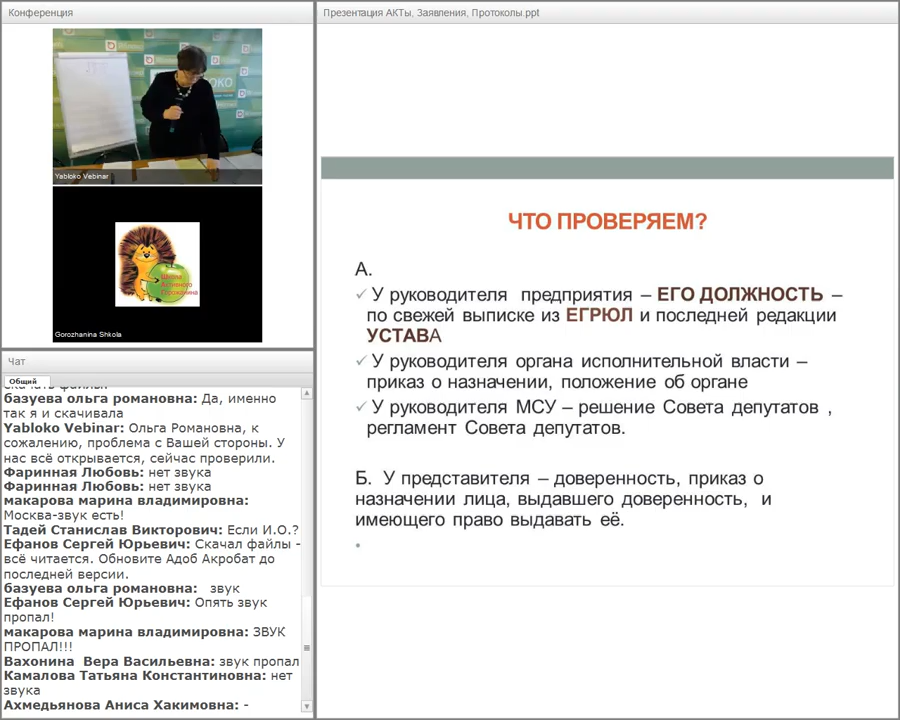 Конференция
ОКО
Yabloko Vebinar
Школа
Активного
Горожанина
Gorozhanina Shkola
Чат
Общий
скачать файлы.
базуева ольга романовна: Да, именно
так я и скачивала
Yabloko Vebinar: Ольга Романовна, к
сожалению, проблема с Вашей стороны. У
нас всё открывается, сейчас проверили.
Фаринная Любовь: нет звука
Фаринная Любовь: нет звука
макарова марина владимировна:
Москва-звук есть!
Тадей Станислав Викторович: Если И.О.?
Ефанов Сергей Юрьевич: Скачал файлы -
всё читается. Обновите Адоб Акробат до
последней версии.
базуева ольга романовна: звук
Ефанов Сергей Юрьевич: Опять звук
пропал!
макарова марина владимировна: ЗВУК
ПРОПАЛ!!!
Вахонина Вера Васильевна: звук пропал
Камалова Татьяна Константиновна: нет
звука
Ахмедьянова Аниса Хакимовна: -
Презентация АКТы, Заявления, Протоколы.ppt
ЧТО ПРОВЕРЯЕМ?
А.
✓ У руководителя предприятия – ЕГО ДОЛЖНОСТЬ –
по свежей выписке из ЕГРЮЛ и последней редакции
УСТАВА
✓ У руководителя органа исполнительной власти –
приказ о назначении, положение об органе
✓ У руководителя МСУ – решение Совета депутатов ,
регламент Совета депутатов.
Б. У представителя – доверенность, приказ о
назначении лица, выдавшего доверенность, и
имеющего право выдавать её.
•